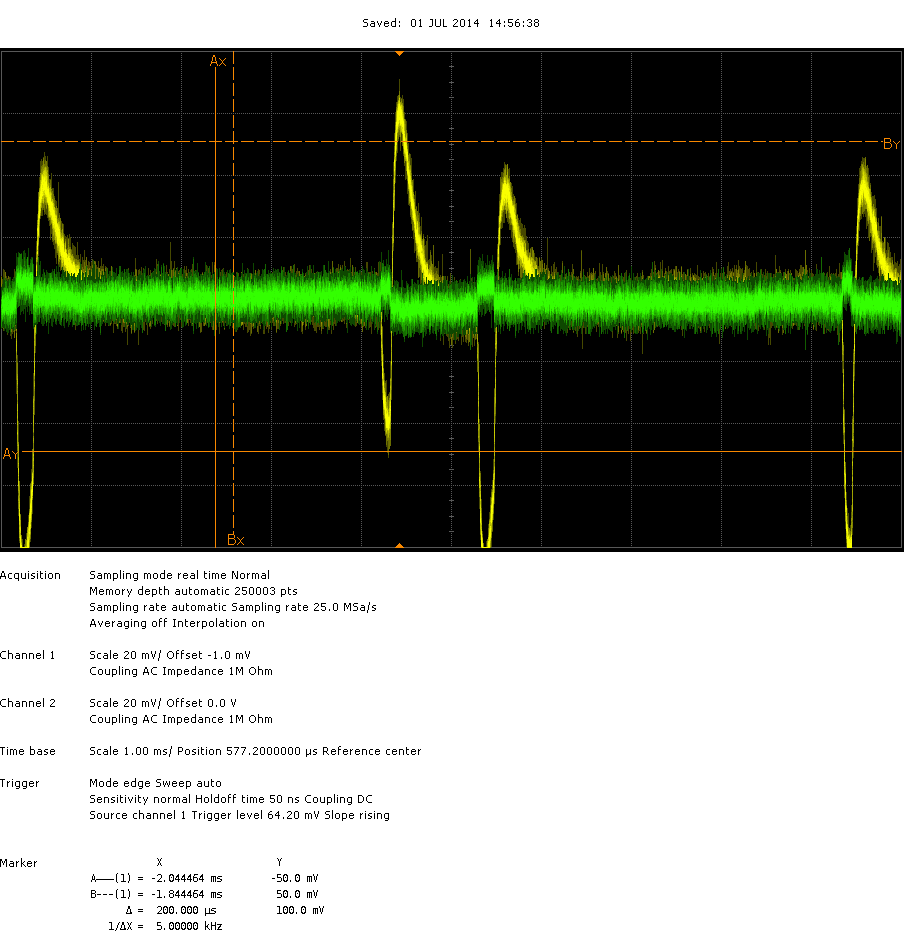 Saved: 01 JUL 2014 14:56:38
Ax
By
Ay
Bx
Acquisition Sampling mode real time Normal
Memory depth automatic 250003 pts
Sampling rate automatic Sampling rate 25.0 MSa/s
Averaging off Interpolation on
Channel 1 Scale 20 mV/ Offset -1.0 mV
Coupling AC Impedance 1M Ohm
Channel 2 Scale 20 mV/ Offset 0.0 V
Coupling AC Impedance 1M Ohm
Time base Scale 1.00 ms/ Position 577.2000000 µs Reference center
Trigger Mode edge Sweep auto
Sensitivity normal Holdoff time 50 ns Coupling DC
Source channel 1 Trigger level 64.20 mV Slope rising
Marker X Y
A——(1) = -2.044464 ms -50.0 mV
B---(1) = -1.844464 ms 50.0 mV
Δ = 200.000 µs 100.0 mV
1/ΔX = 5.00000 kHz